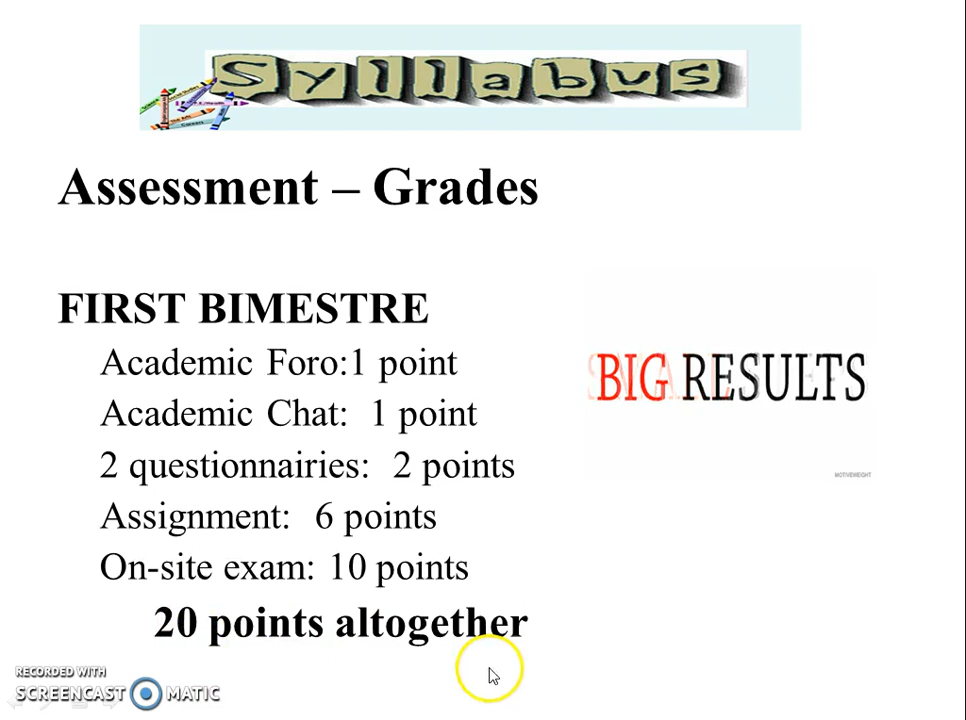 Syllabus
Assessment – Grades
FIRST BIMESTRE
Academic Foro:1 point
Academic Chat: 1 point
BIG RESULTS
2 questionnairies: 2 points
MOTIVEWEIGHT
Assignment: 6 points
On-site exam: 10 points
20 points altogether
RECORDED WITH
SCREENCAST MATIC